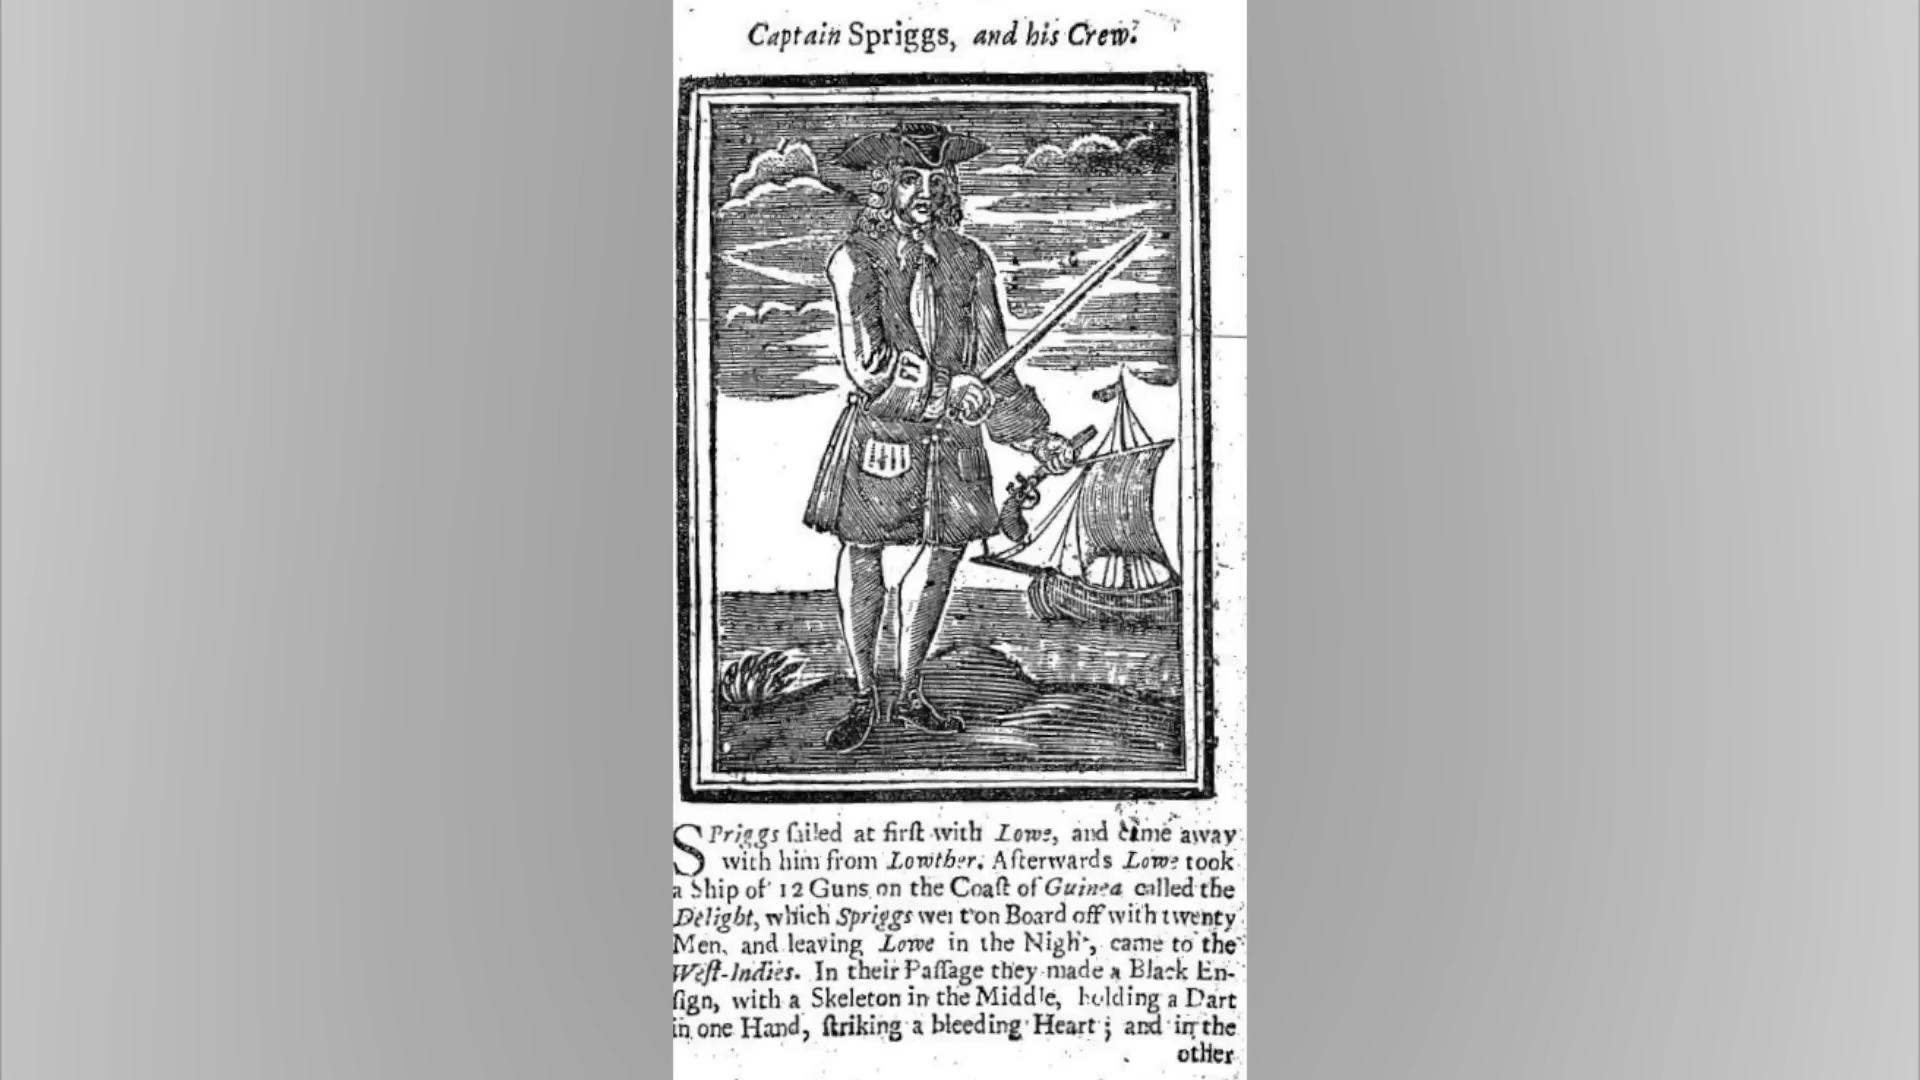 Captain Spriggs, and his Crew.
SPriggs ſailed at firſt with Lowe, and came away
with him from Lowther. Afterwards Lowe took
a Ship of 12 Guns on the Coaſt of Guinea called the
Delight, which Spriggs went on Board off with twenty
Men, and leaving Lowe in the Night, came to the
Weſt-Indies. In their Paſſage they made a Black En-
ſign, with a Skeleton in the Middle, holding a Dart
in one Hand, ſtriking a bleeding Heart; and in the
other